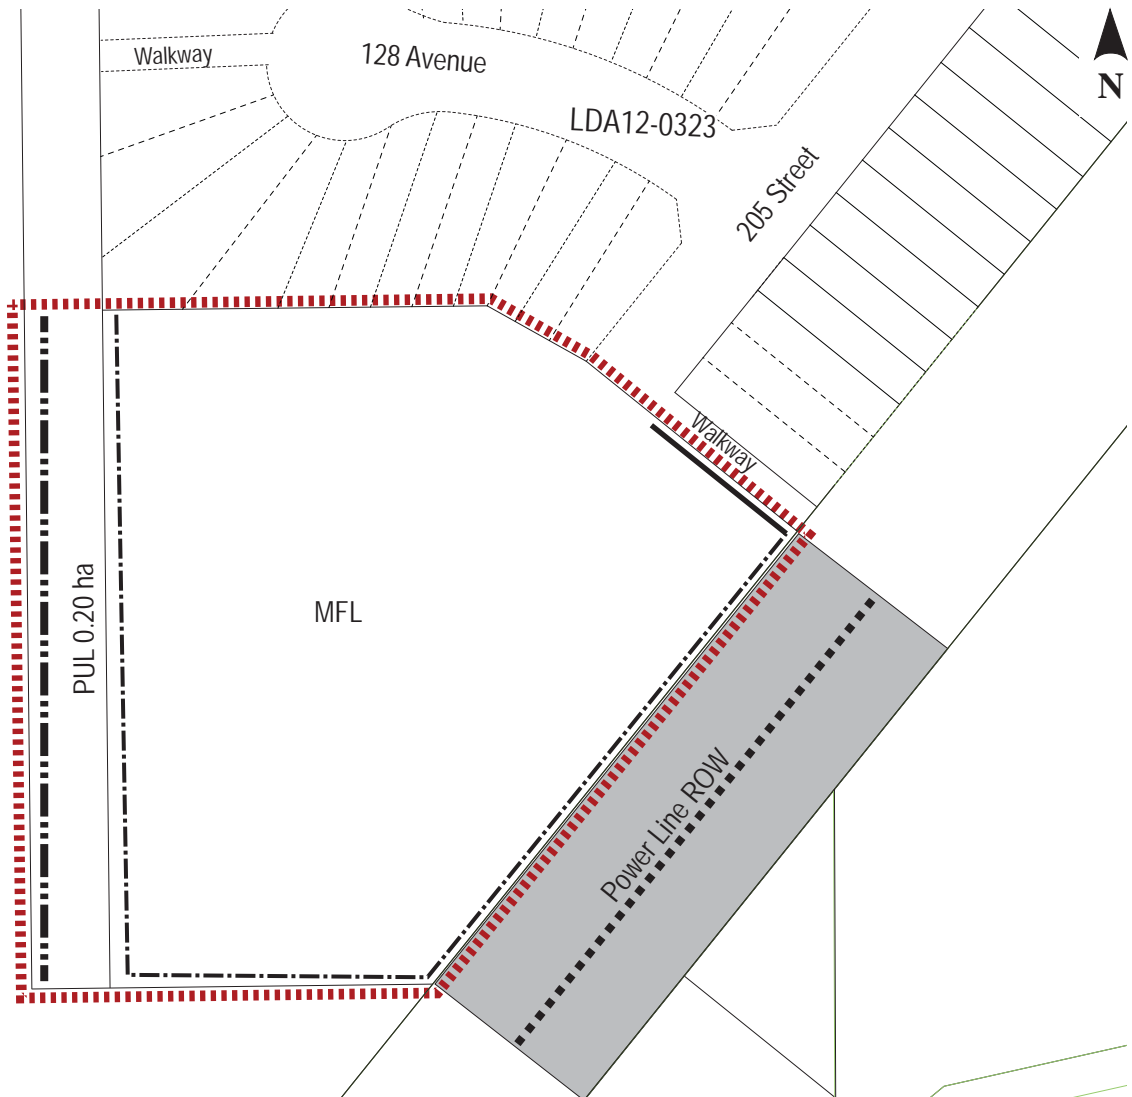 Walkway
128 Avenue
N
LDA12-0323
205 Street
Walkway
PUL 0.20 ha
MFL
Power Line ROW